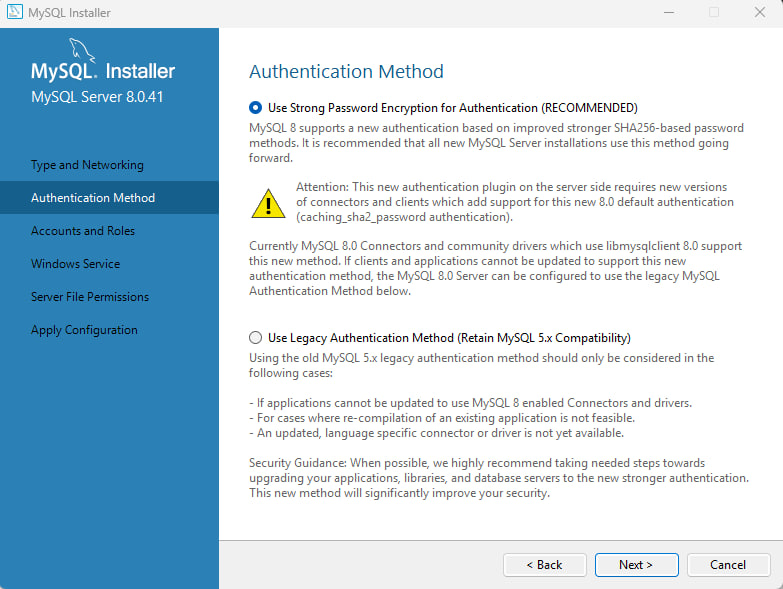 MySQL Installer
MySQL. Installer
MySQL Server 8.0.41
Type and Networking
Authentication Method
Accounts and Roles
Windows Service
Server File Permissions
Apply Configuration
Authentication Method
Use Strong Password Encryption for Authentication (RECOMMENDED)
MySQL 8 supports a new authentication based on improved stronger SHA256-based password
methods. It is recommended that all new MySQL Server installations use this method going
forward.
Attention: This new authentication plugin on the server side requires new versions
of connectors and clients which add support for this new 8.0 default authentication
(caching_sha2_password authentication).
Currently MySQL 8.0 Connectors and community drivers which use libmysqlclient 8.0 support
this new method. If clients and applications cannot be updated to support this new
authentication method, the MySQL 8.0 Server can be configured to use the legacy MySQL
Authentication Method below.
Use Legacy Authentication Method (Retain MySQL 5.x Compatibility)
Using the old MySQL 5.x legacy authentication method should only be considered in the
following cases:
- If applications cannot be updated to use MySQL 8 enabled Connectors and drivers.
- For cases where re-compilation of an existing application is not feasible.
- An updated, language specific connector or driver is not yet available.
Security Guidance: When possible, we highly recommend taking needed steps towards
upgrading your applications, libraries, and database servers to the new stronger authentication.
This new method will significantly improve your security.
< Back
Next >
Cancel